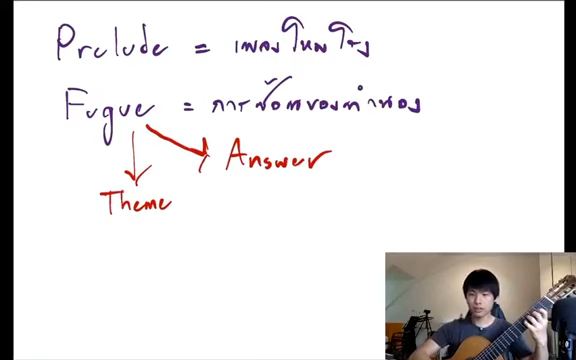 Prelude = เพลงโหมโรง
Fugue = การซ้อนของทำนอง
Answer
Theme